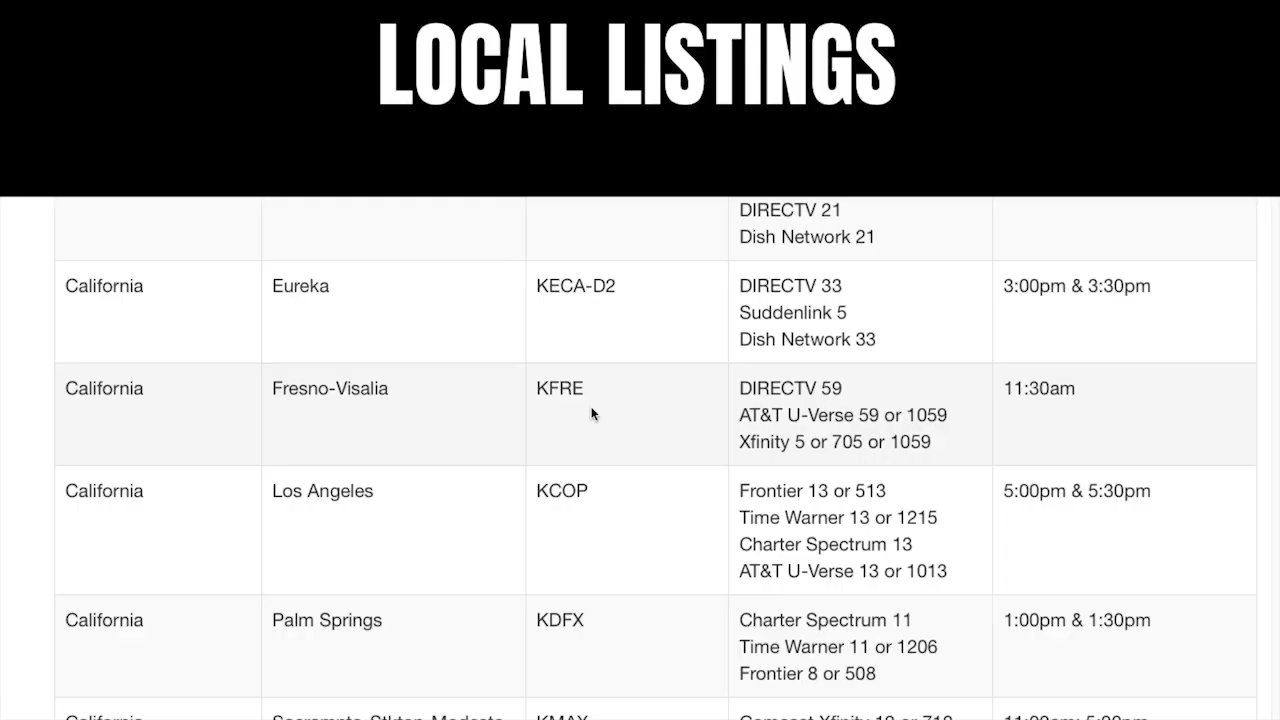 LOCAL LISTINGS
DIRECTV 21
Dish Network 21
California Eureka KECA-D2 DIRECTV 33 3:00pm & 3:30pm
Suddenlink 5
Dish Network 33
California Fresno-Visalia KFRE DIRECTV 59 11:30am
AT&T U-Verse 59 or 1059
Xfinity 5 or 705 or 1059
California Los Angeles KCOP Frontier 13 or 513 5:00pm & 5:30pm
Time Warner 13 or 1215
Charter Spectrum 13
AT&T U-Verse 13 or 1013
California Palm Springs KDFX Charter Spectrum 11 1:00pm & 1:30pm
Time Warner 11 or 1206
Frontier 8 or 508
California